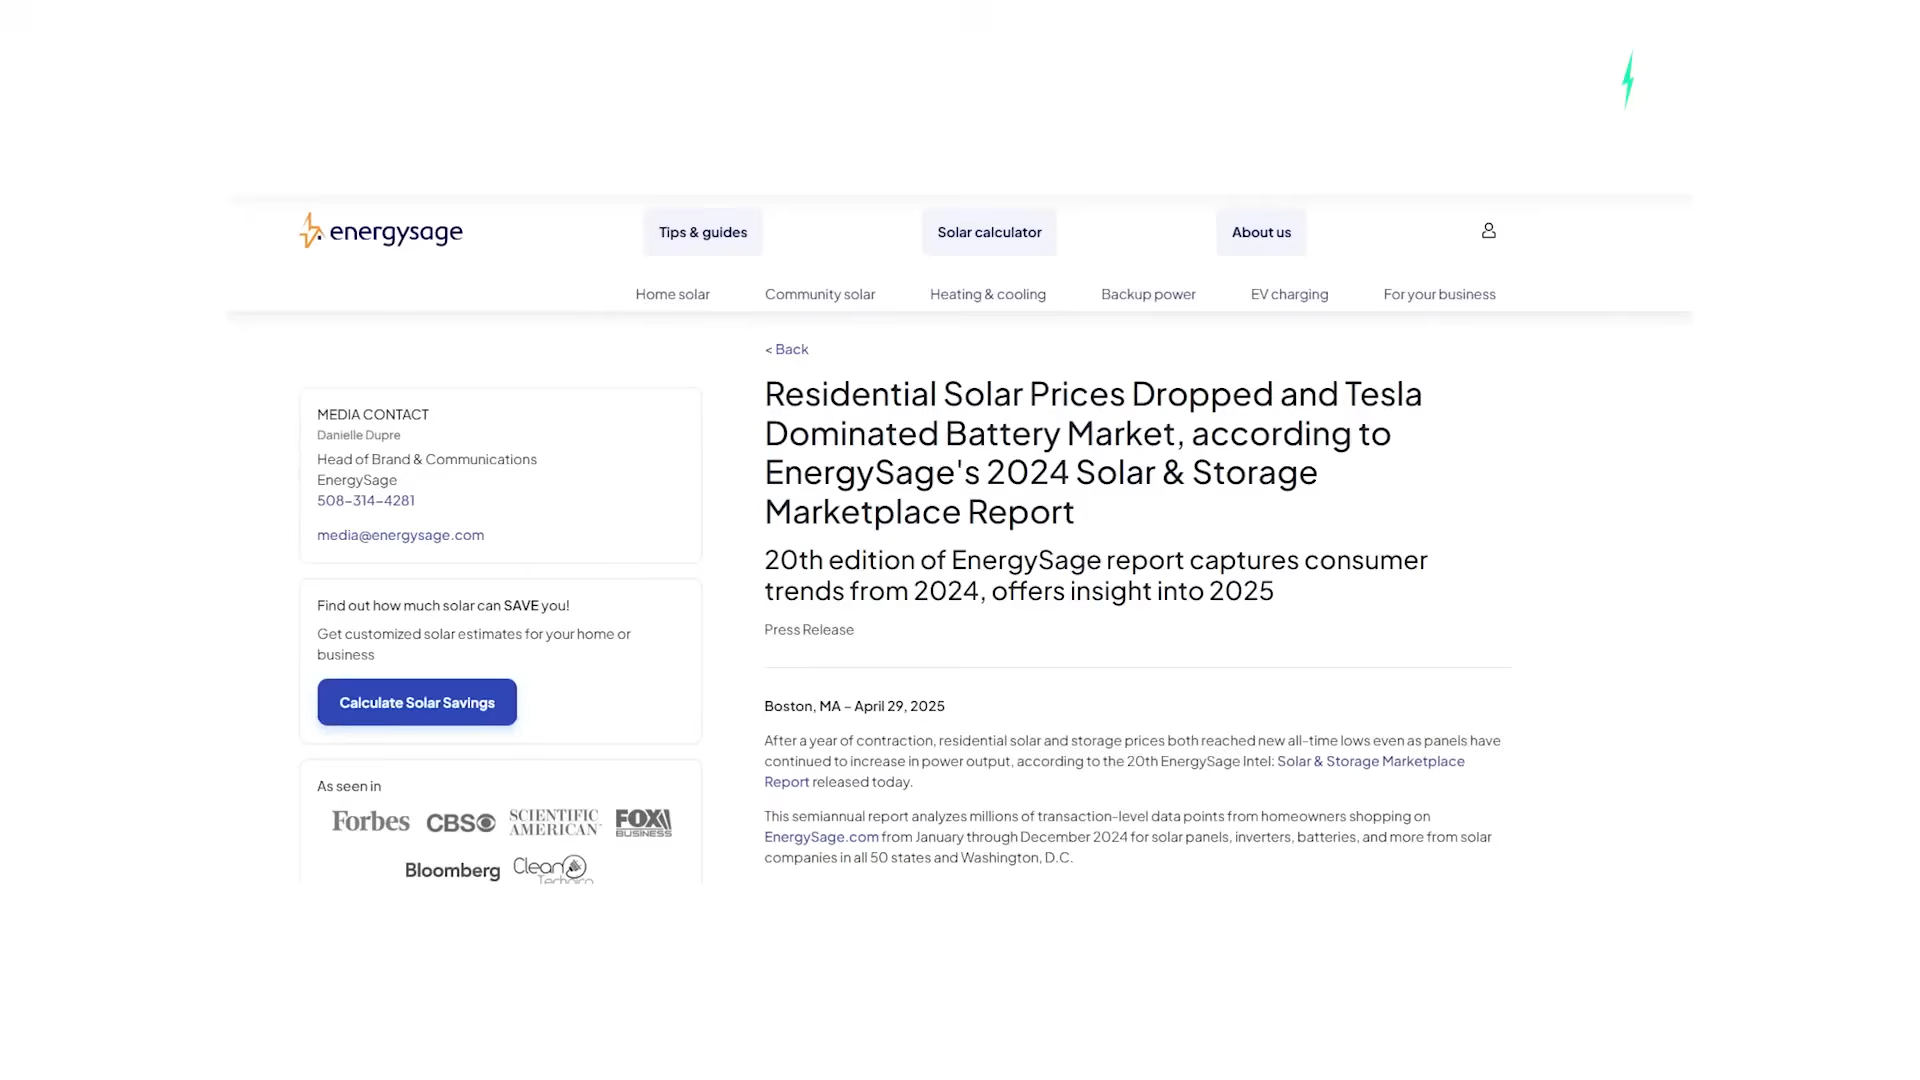 energysage
Tips & guides
Solar calculator
About us
Home solar
Community solar
Heating & cooling
Backup power
EV charging
For your business
MEDIA CONTACT
Danielle Dupre
Head of Brand & Communications
EnergySage
508-314-4281
media@energysage.com
Find out how much solar can SAVE you!
Get customized solar estimates for your home or
business
Calculate Solar Savings
As seen in
Forbes
CBS
SCIENTIFIC
AMERICAN
FOX
BUSINESS
Bloomberg
Clean
< Back
Residential Solar Prices Dropped and Tesla
Dominated Battery Market, according to
EnergySage's 2024 Solar & Storage
Marketplace Report
20th edition of EnergySage report captures consumer
trends from 2024, offers insight into 2025
Press Release
Boston, MA – April 29, 2025
After a year of contraction, residential solar and storage prices both reached new all-time lows even as panels have
continued to increase in power output, according to the 20th EnergySage Intel: Solar & Storage Marketplace
Report released today.
This semiannual report analyzes millions of transaction-level data points from homeowners shopping on
EnergySage.com from January through December 2024 for solar panels, inverters, batteries, and more from solar
companies in all 50 states and Washington, D.C.